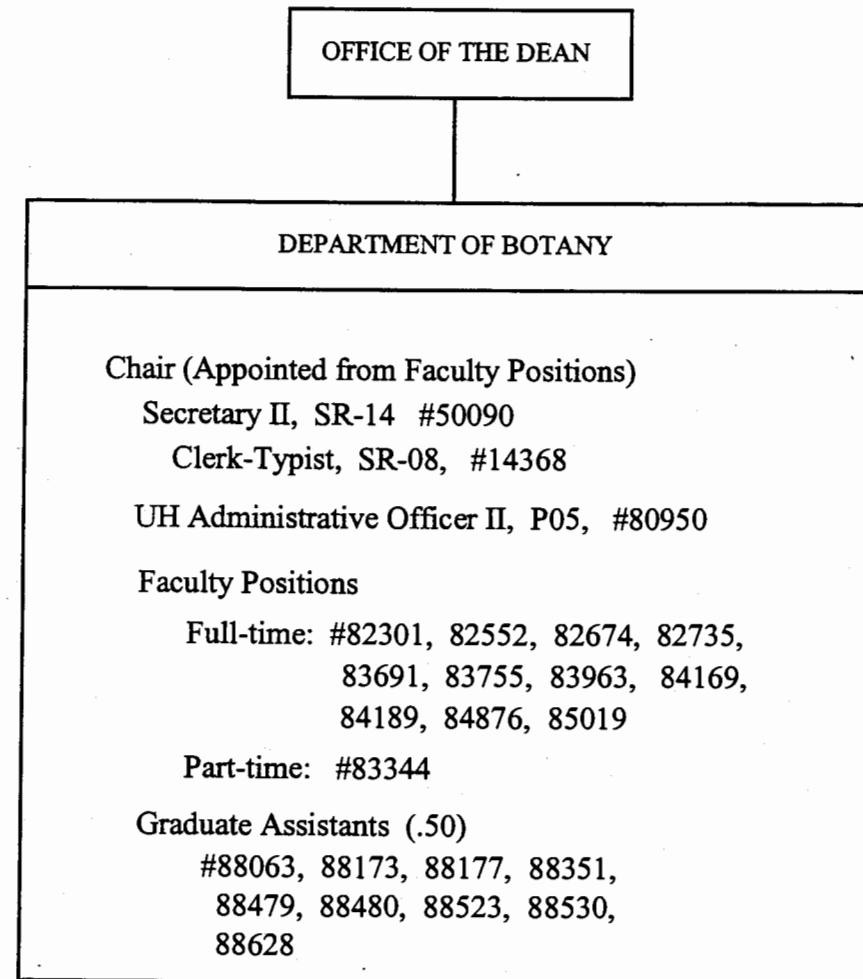 OFFICE OF THE DEAN
DEPARTMENT OF BOTANY
Chair (Appointed from Faculty Positions)
Secretary II, SR-14 #50090
Clerk-Typist, SR-08, #14368
UH Administrative Officer II, P05, #80950
Faculty Positions
Full-time: #82301, 82552, 82674, 82735,
83691, 83755, 83963, 84169,
84189, 84876, 85019
Part-time: #83344
Graduate Assistants (.50)
#88063, 88173, 88177, 88351,
88479, 88480, 88523, 88530,
88628